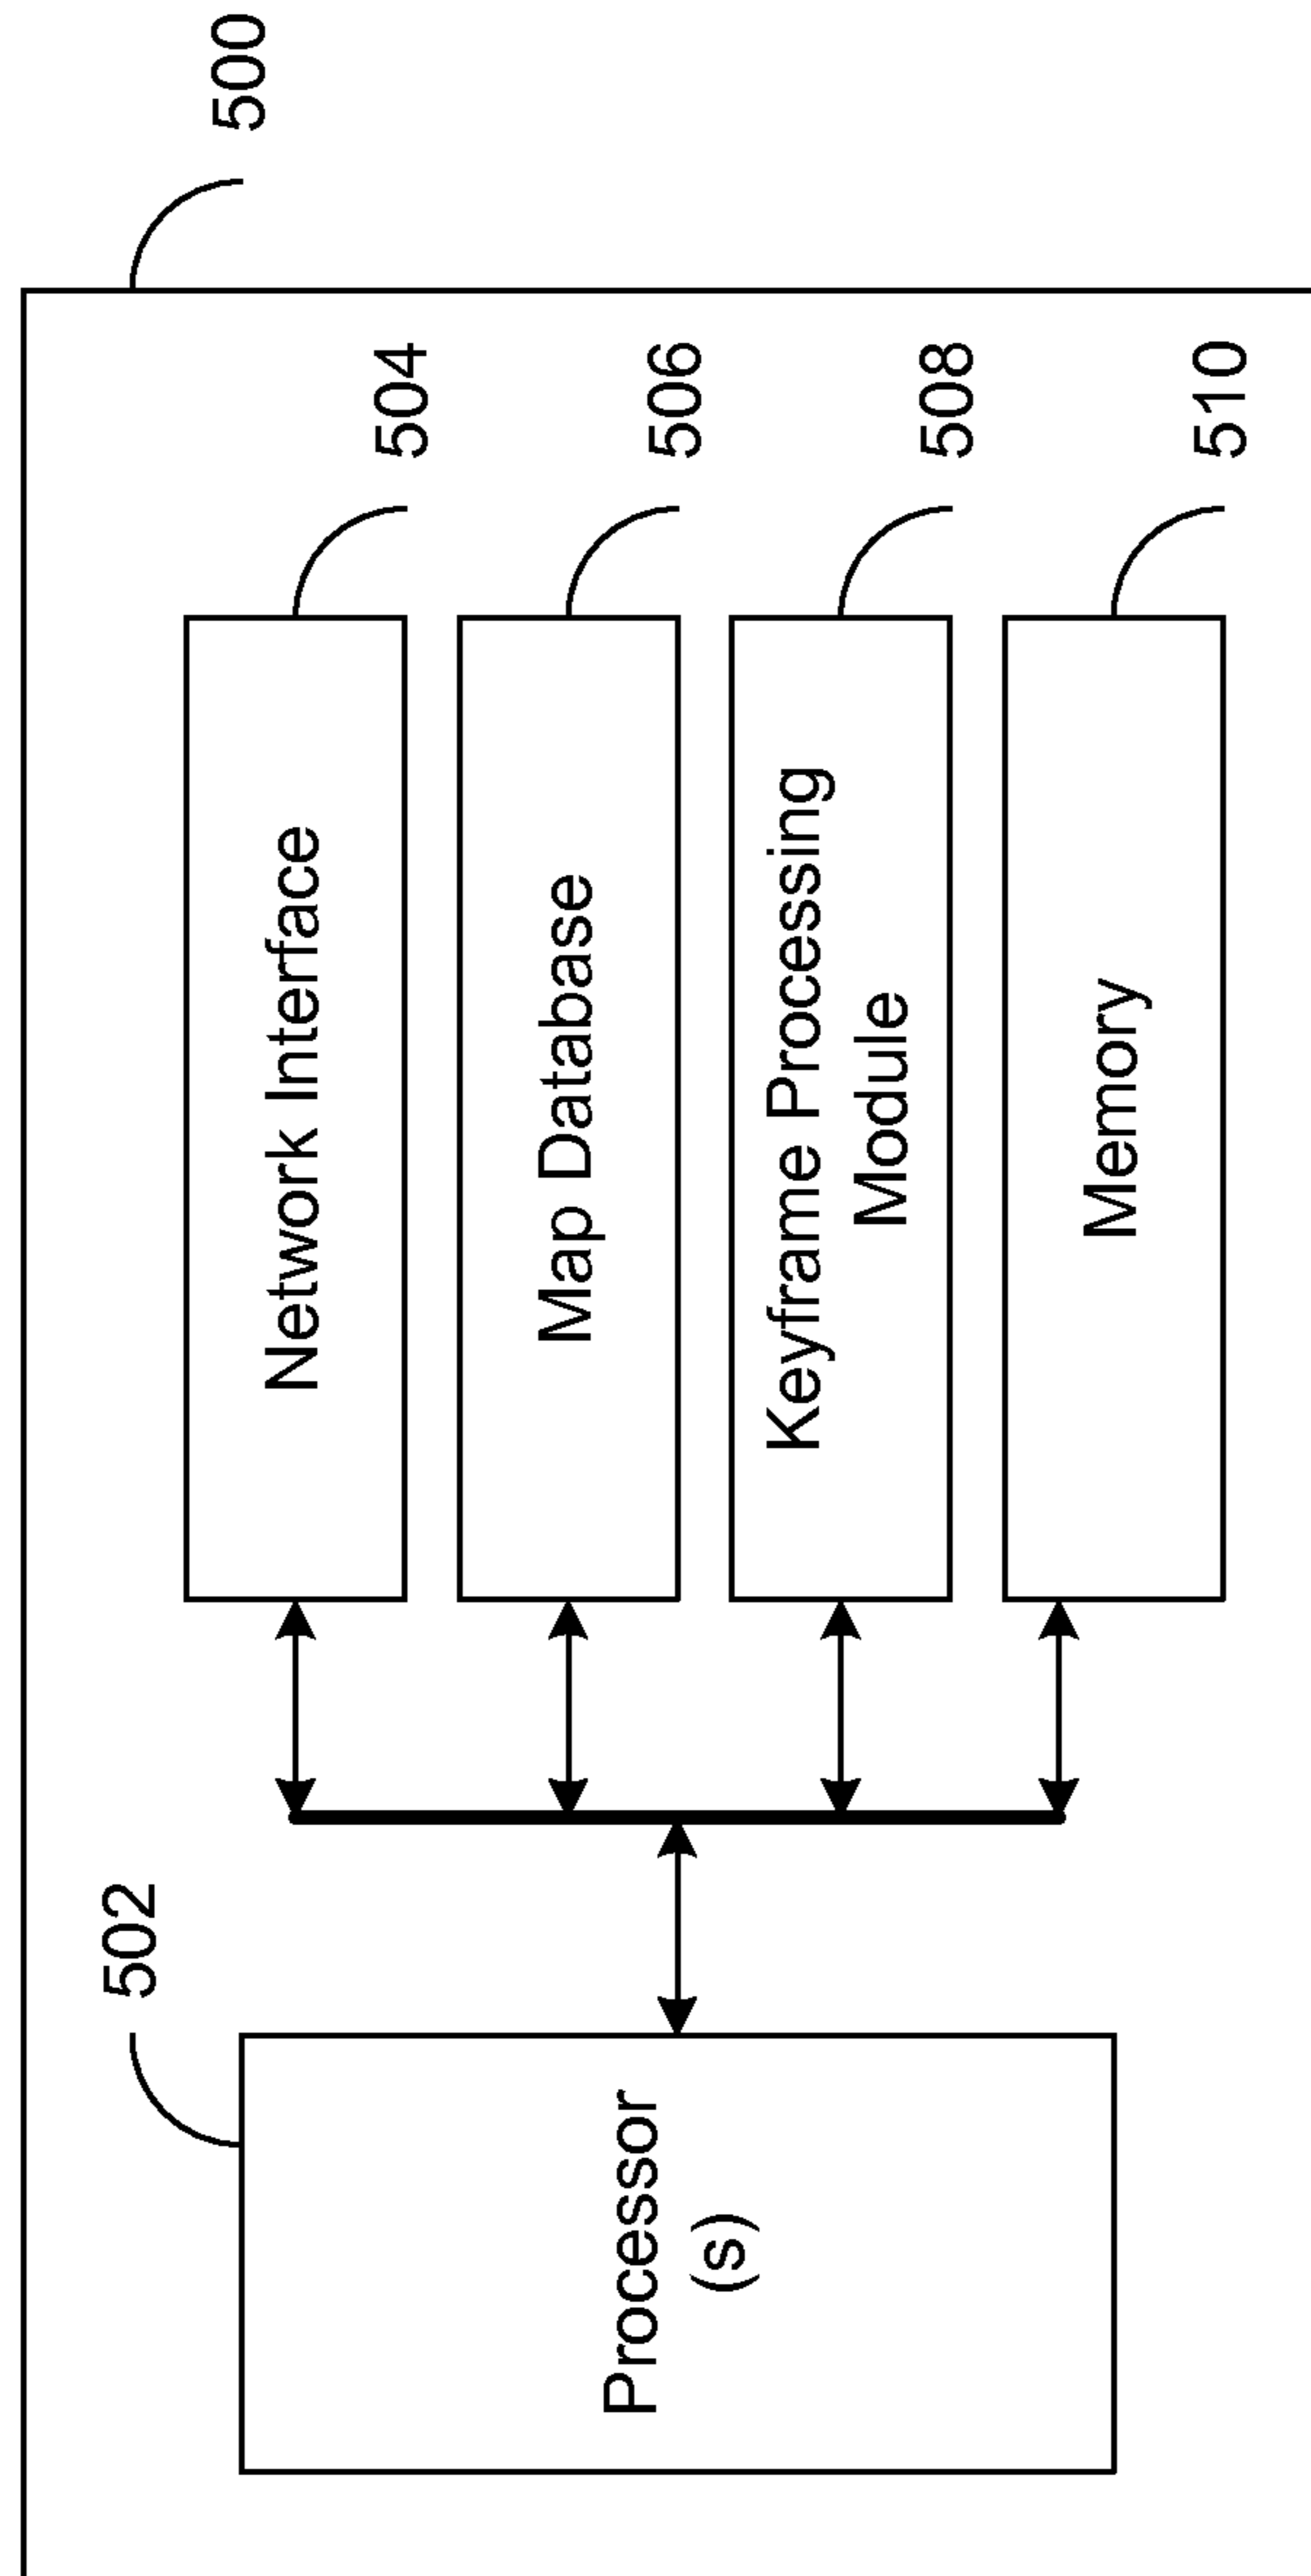 500
502
Processor
(s)
Network Interface
504
Map Database
506
Keyframe Processing
Module
508
Memory
510